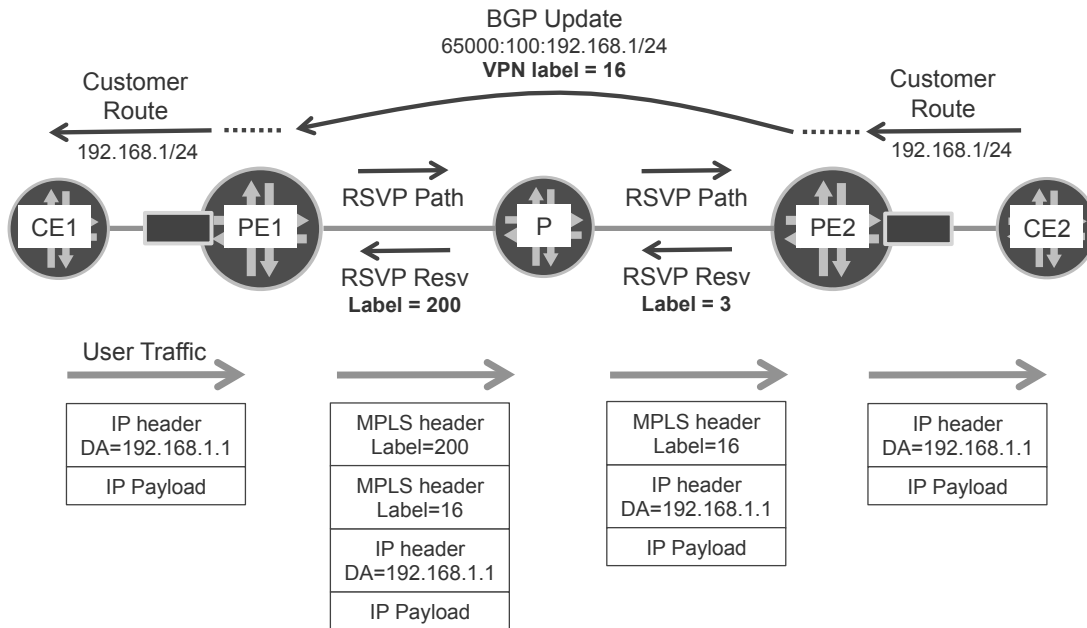 BGP Update
65000:100:192.168.1/24
VPN label = 16
Customer
Route
192.168.1/24
Customer
Route
192.168.1/24
RSVP Path
RSVP Path
CE1
PE1
P
PE2
CE2
RSVP Resv
Label = 200
RSVP Resv
Label = 3
User Traffic
IP header
DA=192.168.1.1
IP Payload
MPLS header
Label=200
MPLS header
Label=16
IP header
DA=192.168.1.1
IP Payload
MPLS header
Label=16
IP header
DA=192.168.1.1
IP Payload
IP header
DA=192.168.1.1
IP Payload